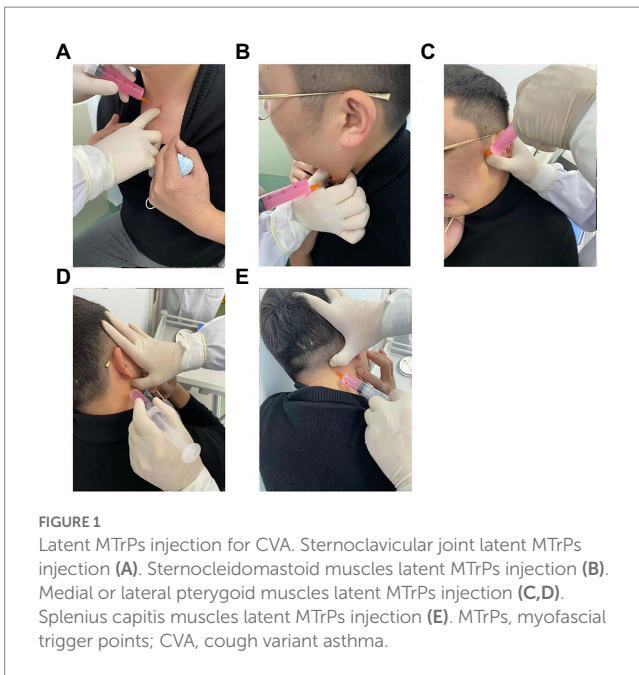 A
B
C
D
E
FIGURE 1
Latent MTrPs injection for CVA. Sternoclavicular joint latent MTrPs
injection (A). Sternocleidomastoid muscles latent MTrPs injection (B).
Medial or lateral pterygoid muscles latent MTrPs injection (C,D).
Splenius capitis muscles latent MTrPs injection (E). MTrPs, myofascial
trigger points; CVA, cough variant asthma.